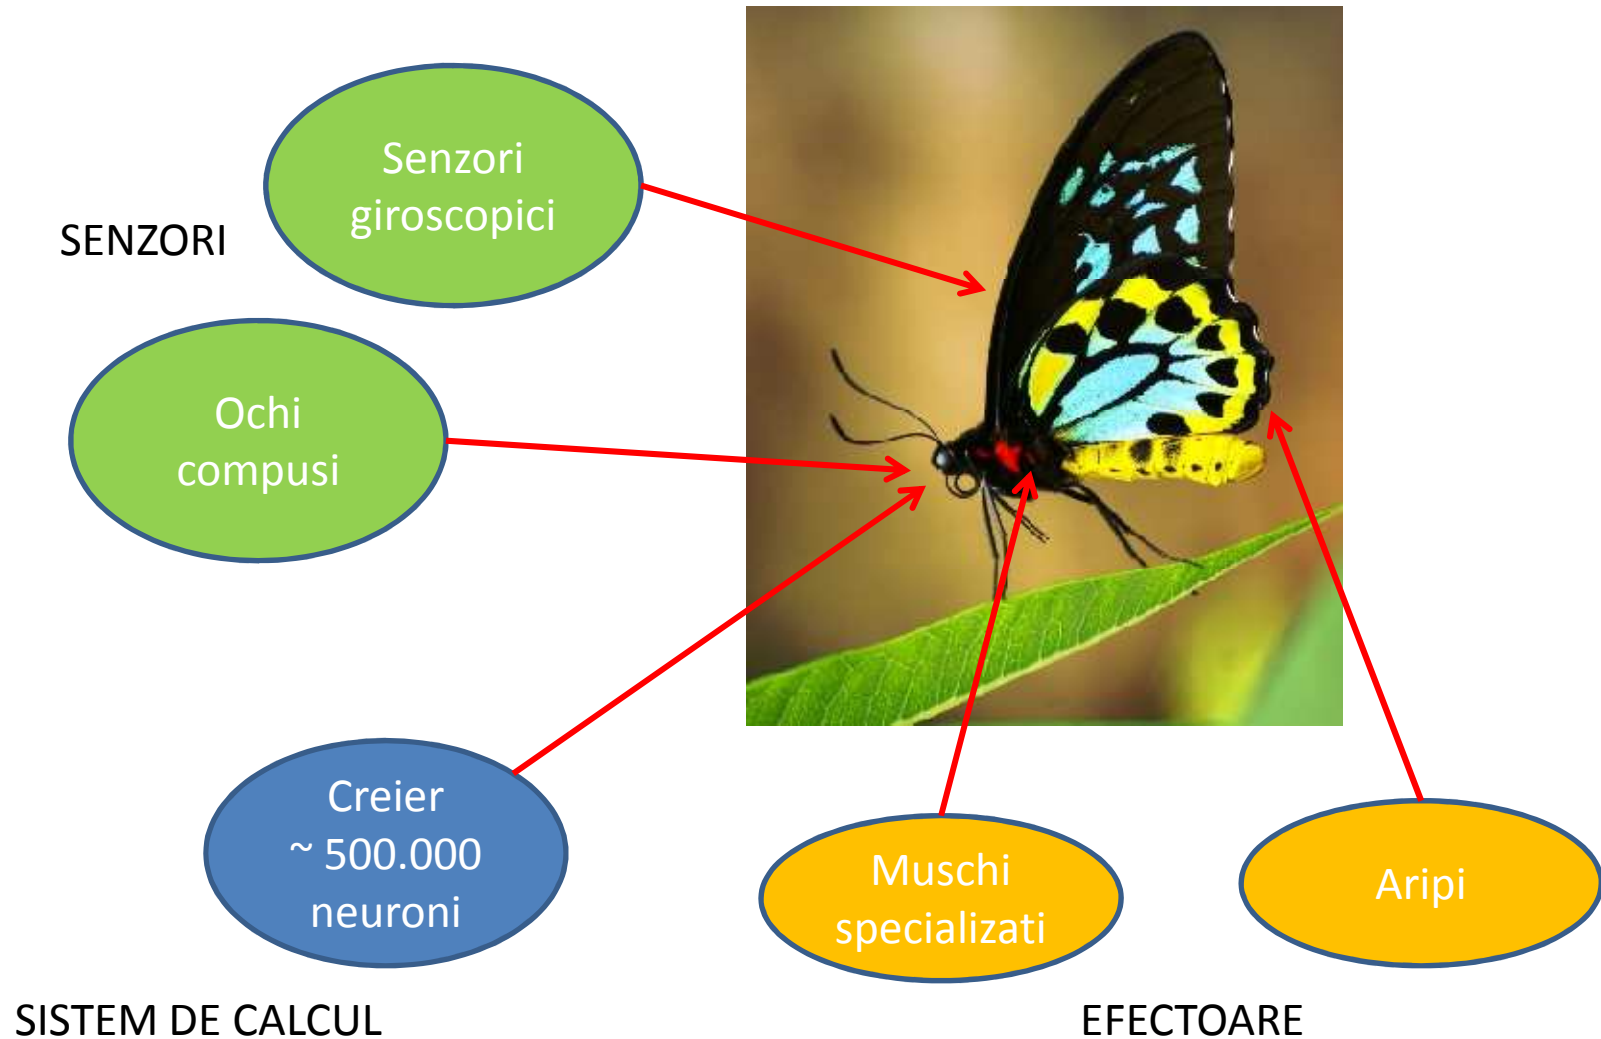 Senzori
giroscopici
SENZORI
Ochi
compusi
Creier
~ 500.000
neuroni
Muschi
specializati
Aripi
SISTEM DE CALCUL
EFECTOARE